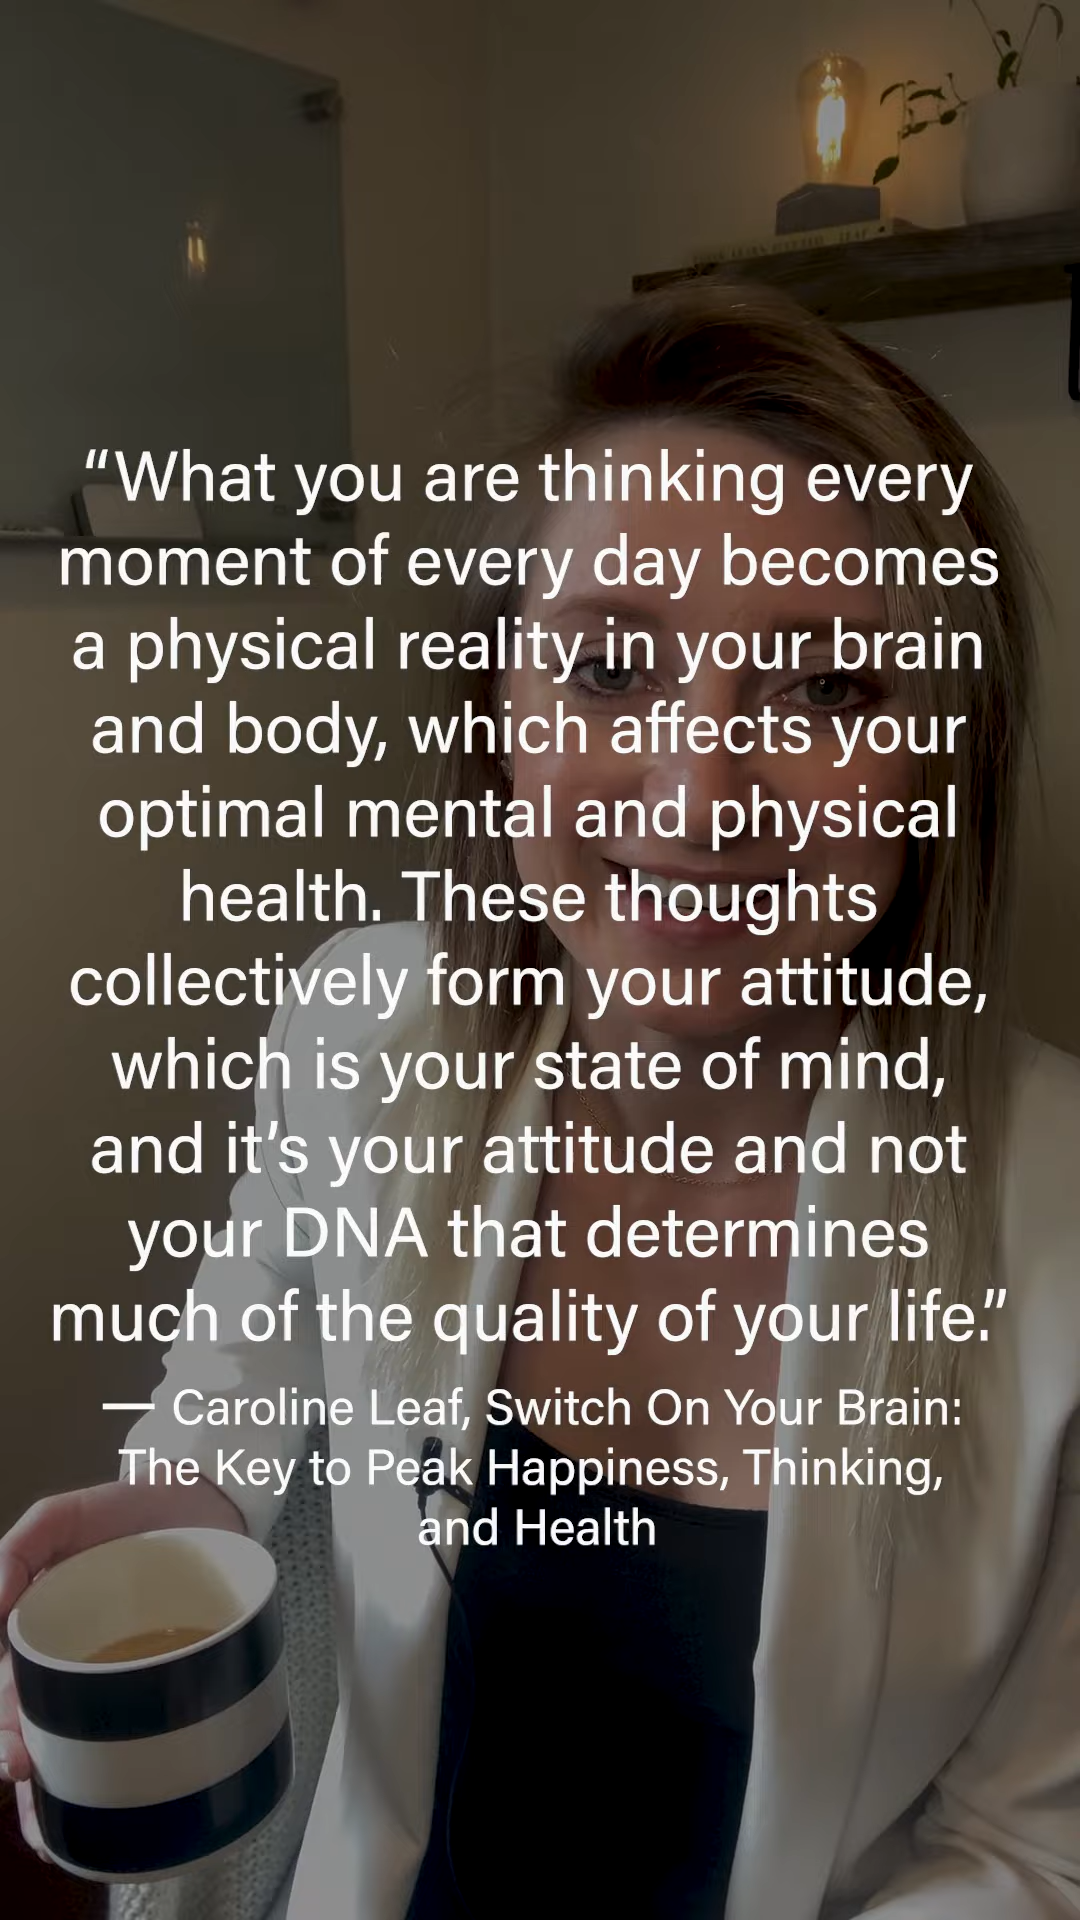 “What you are thinking every
moment of every day becomes
a physical reality in your brain
and body, which affects your
optimal mental and physical
health. These thoughts
collectively form your attitude,
which is your state of mind,
and it’s your attitude and not
your DNA that determines
much of the quality of your life.”
— Caroline Leaf, Switch On Your Brain:
The Key to Peak Happiness, Thinking,
and Health